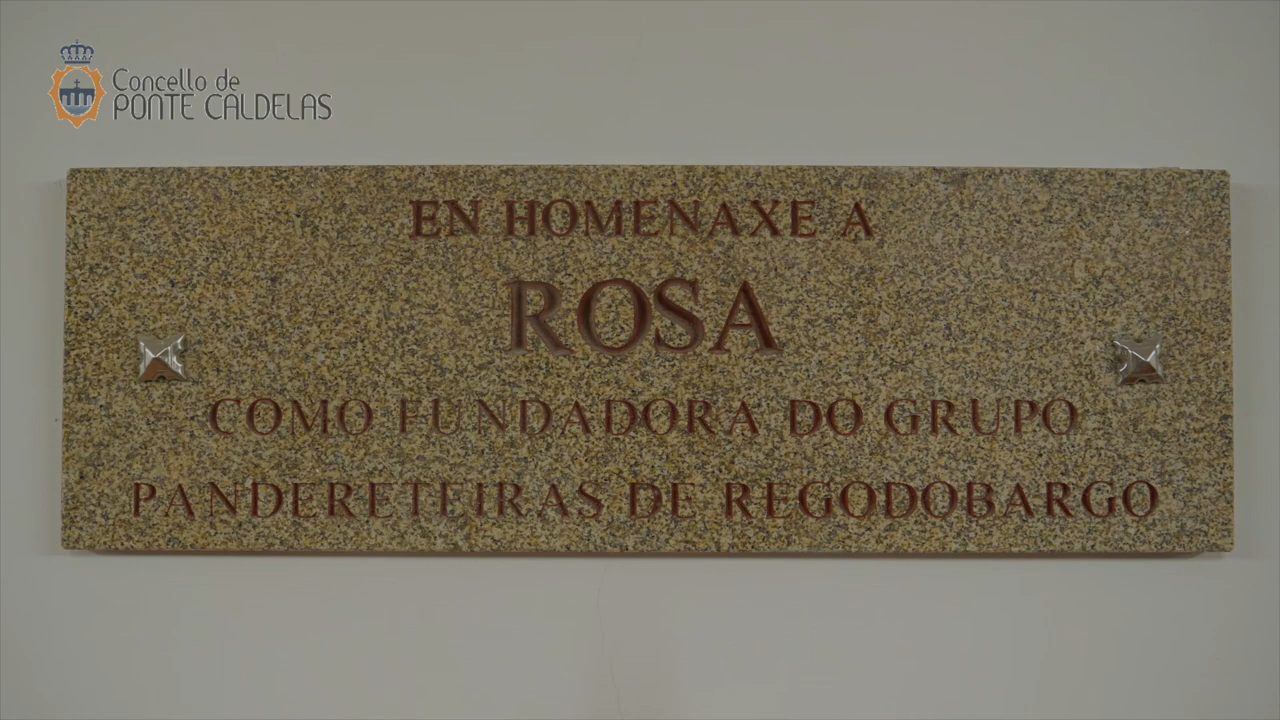 Concello de
PONTE CALDELAS
EN HOMENAXE A
ROSA
COMO FUNDADORA DO GRUPO
PANDERETEIRAS DE REGODOBARGO